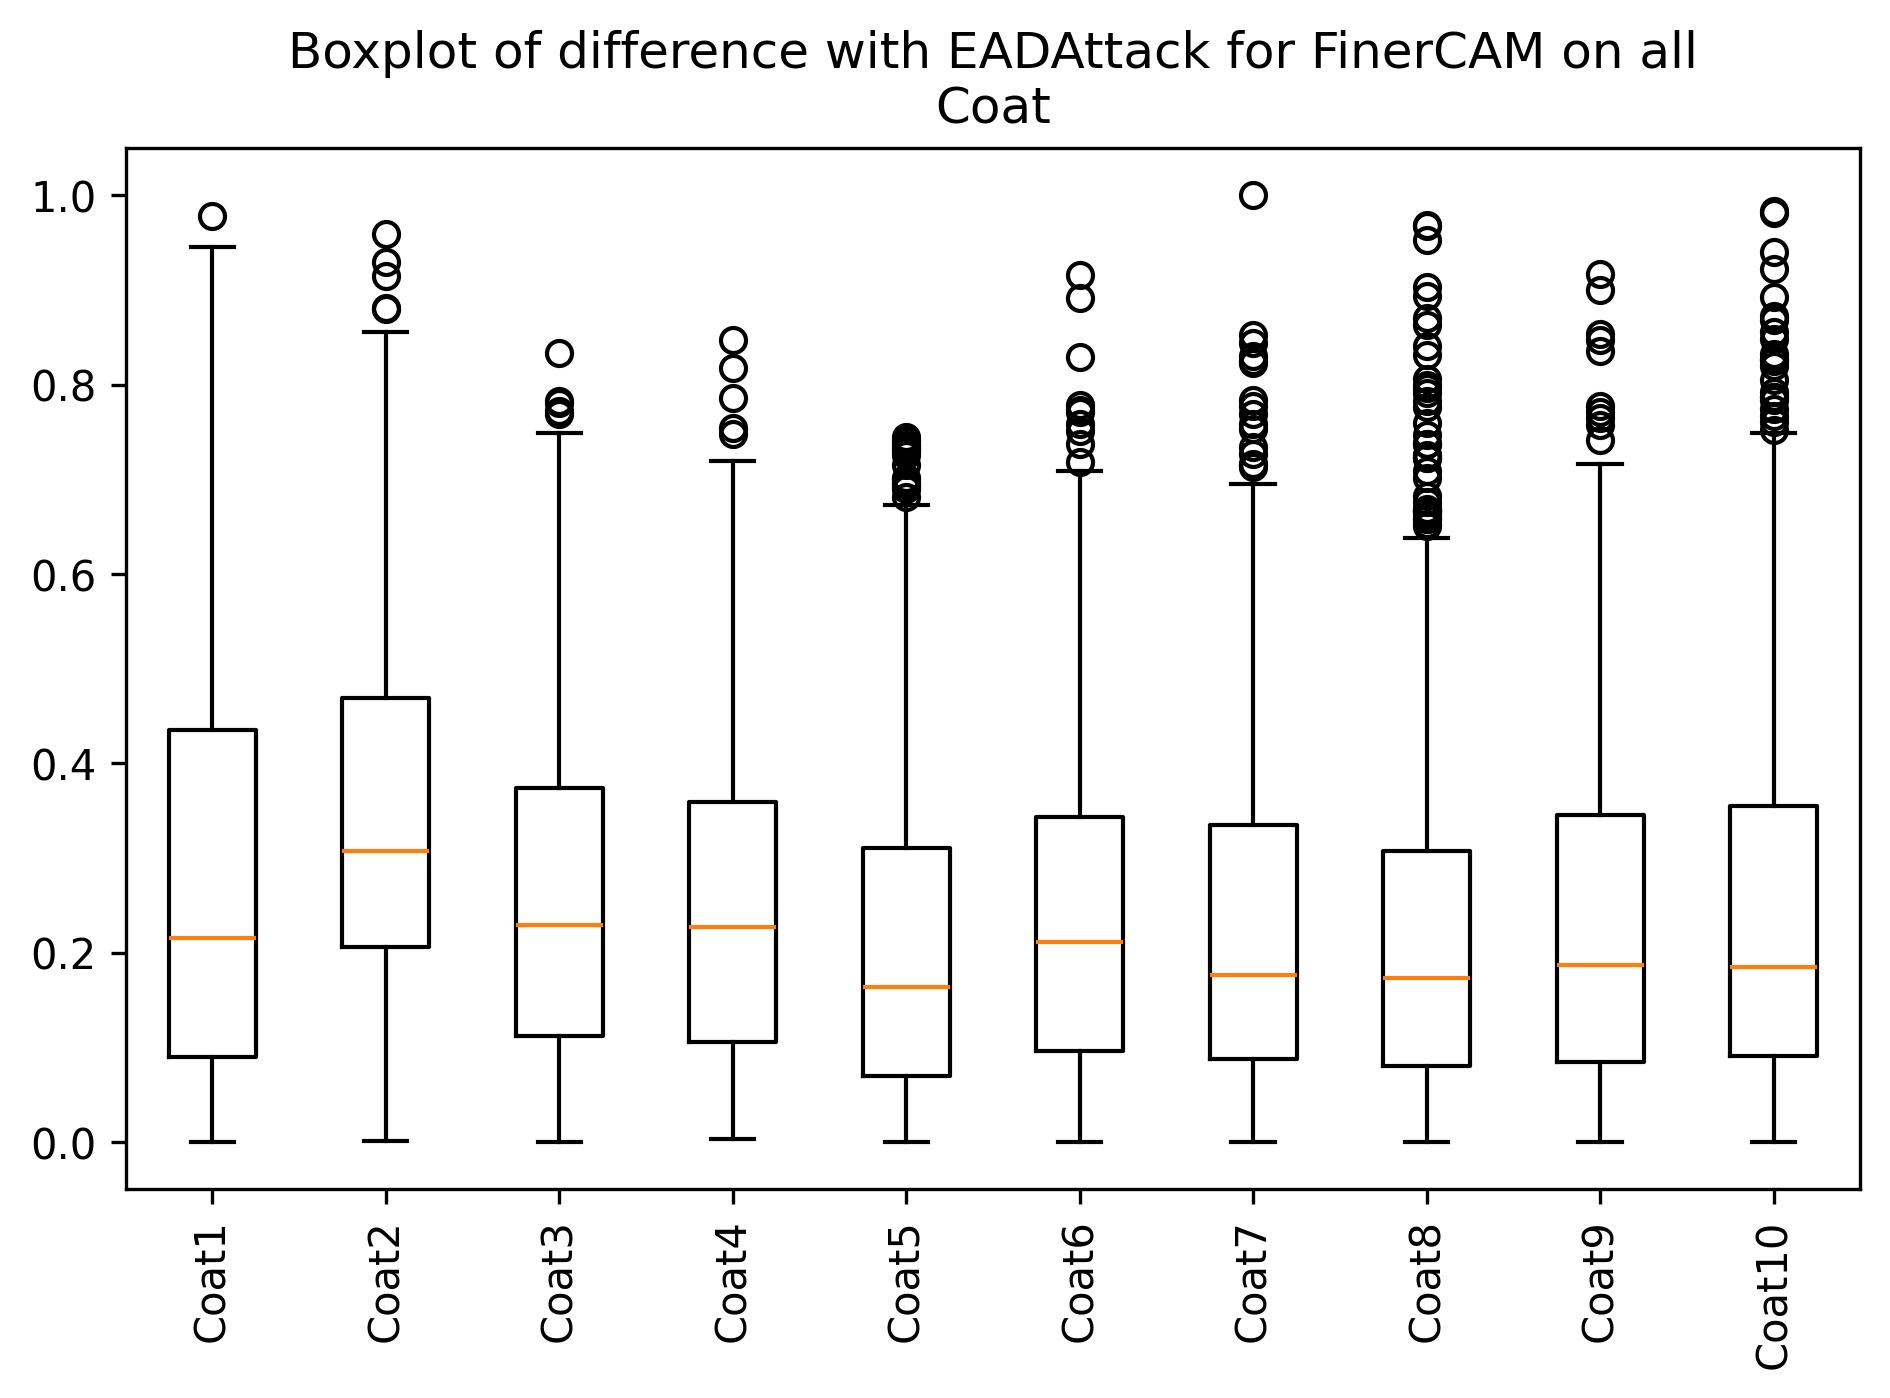 Boxplot of difference with EADAttack for FinerCAM on all
Coat
1.0
0.8
0.6
0.4
0.2
0.0
Coat1
Coat2
Coat3
Coat4
Coat5
Coat6
Coat7
Coat8
Coat9
Coat10